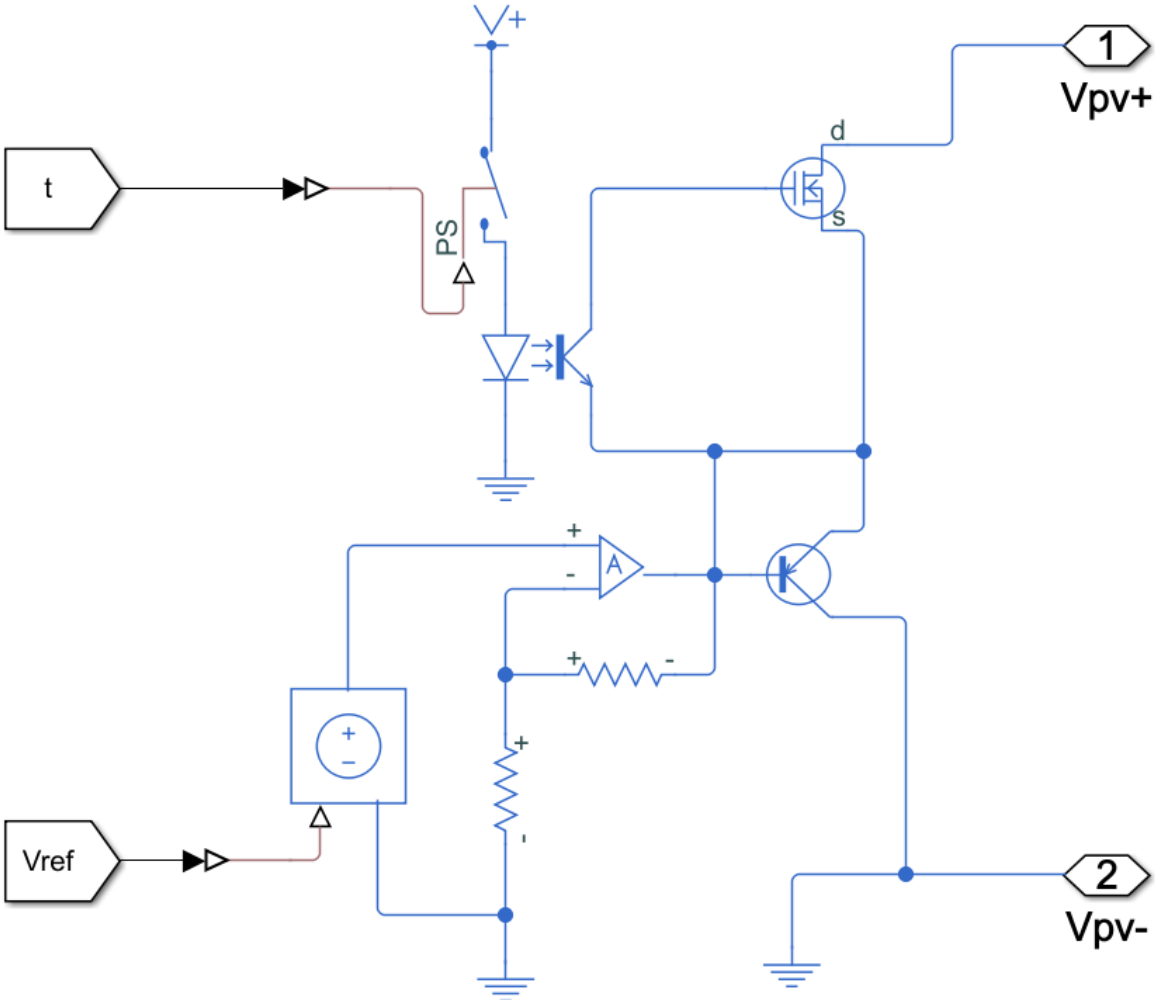 V+
1
Vpv+
d
t
s
PS
+
-
A
+
-
+
-
+
-
Vref
2
Vpv-